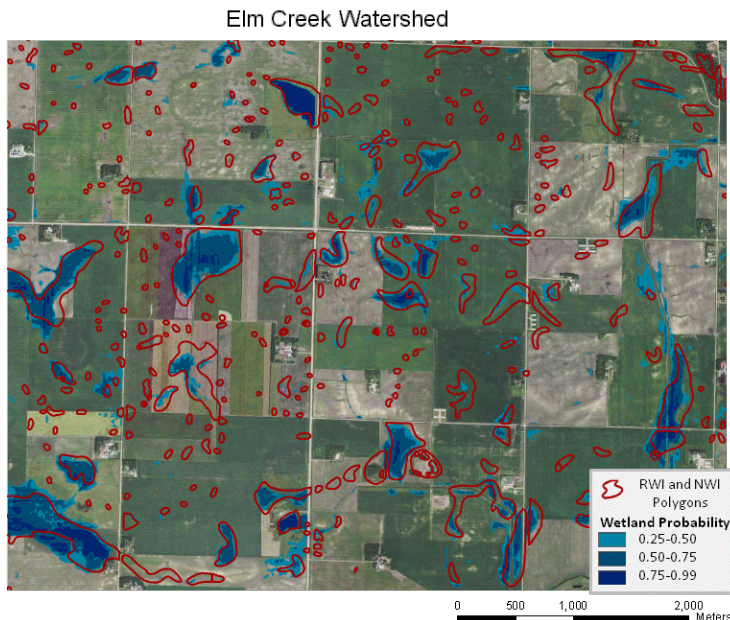 Elm Creek Watershed
RWI and NWI
Polygons
Wetland Probability
0.25-0.50
0.50-0.75
0.75-0.99
0 500 1,000 2,000
Meters